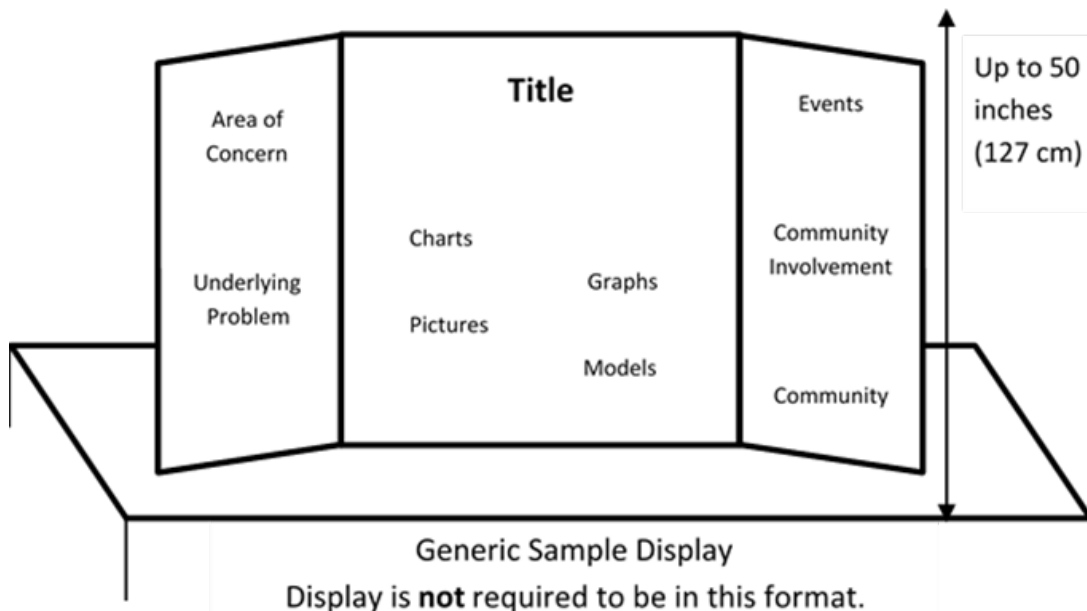 Area of
Concern
Underlying
Problem
Title
Charts
Graphs
Pictures
Models
Events
Community
Involvement
Community
Up to 50
inches
(127 cm)
Generic Sample Display
Display is not required to be in this format.